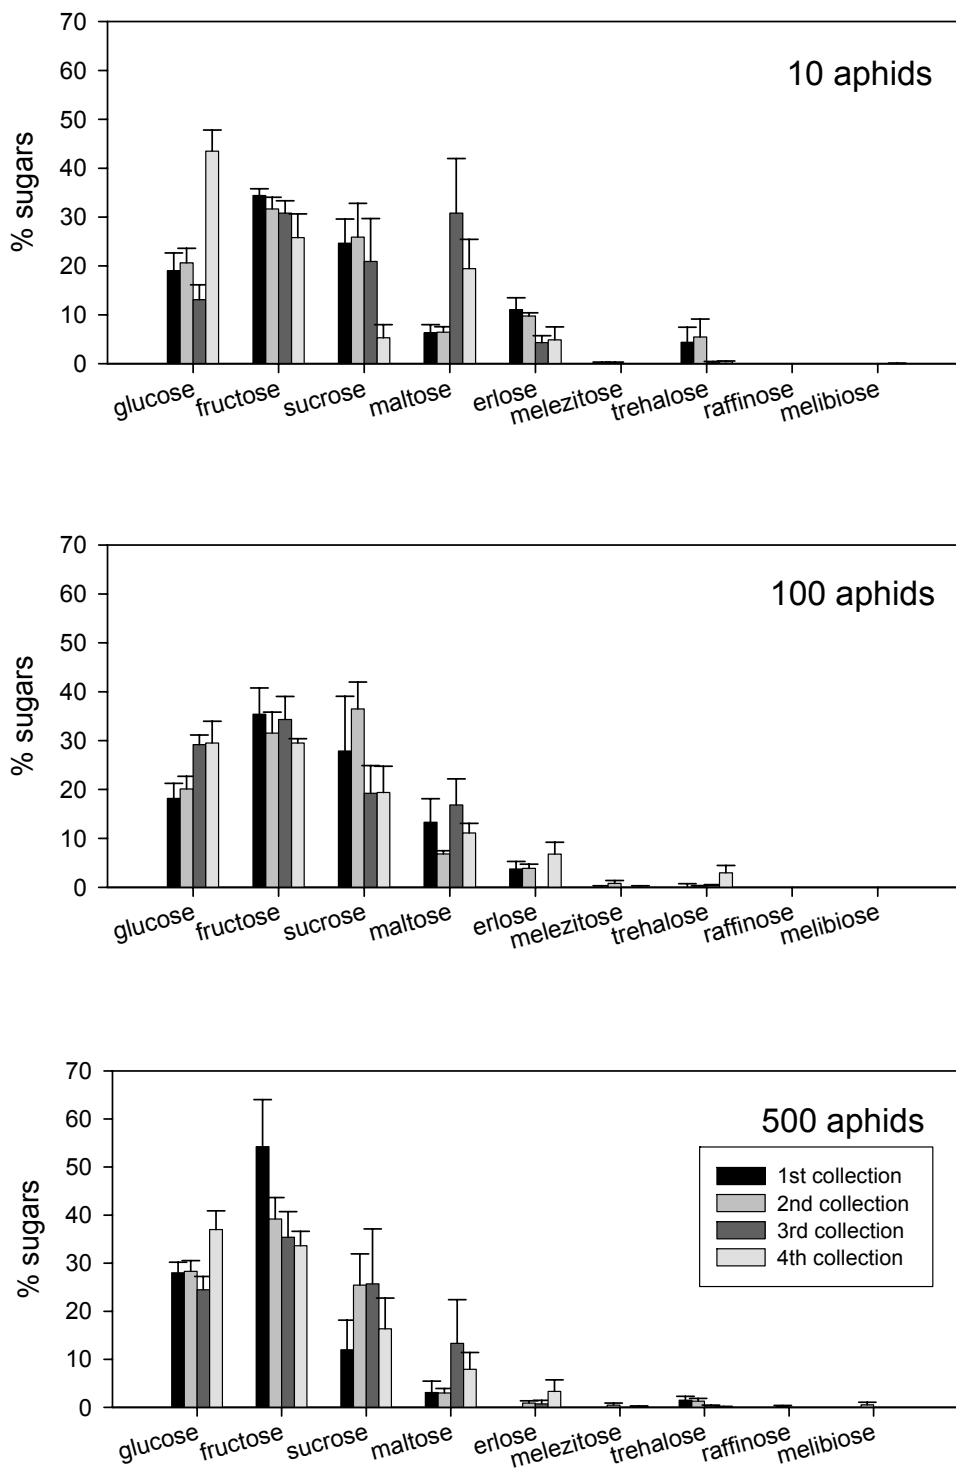 70
60
50
40
30
20
10
0
% sugars
10 aphids
glucose
fructose
sucrose
maltose
erlose
melezitose
trehalose
raffinose
melibiose
70
60
50
40
30
20
10
0
% sugars
100 aphids
glucose
fructose
sucrose
maltose
erlose
melezitose
trehalose
raffinose
melibiose
70
60
50
40
30
20
10
0
% sugars
500 aphids
1st collection
2nd collection
3rd collection
4th collection
glucose
fructose
sucrose
maltose
erlose
melezitose
trehalose
raffinose
melibiose